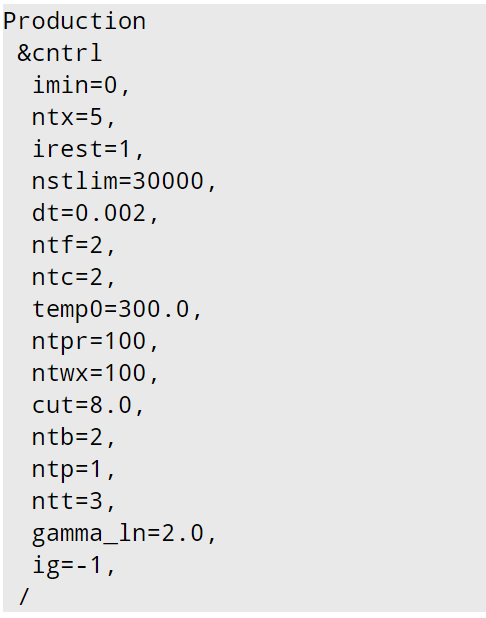 Production
&cntrl
imin=0,
ntx=5,
irest=1,
nstlim=30000,
dt=0.002,
ntf=2,
ntc=2,
temp0=300.0,
ntpr=100,
ntwx=100,
cut=8.0,
ntb=2,
ntp=1,
ntt=3,
gamma_ln=2.0,
ig=-1,
/